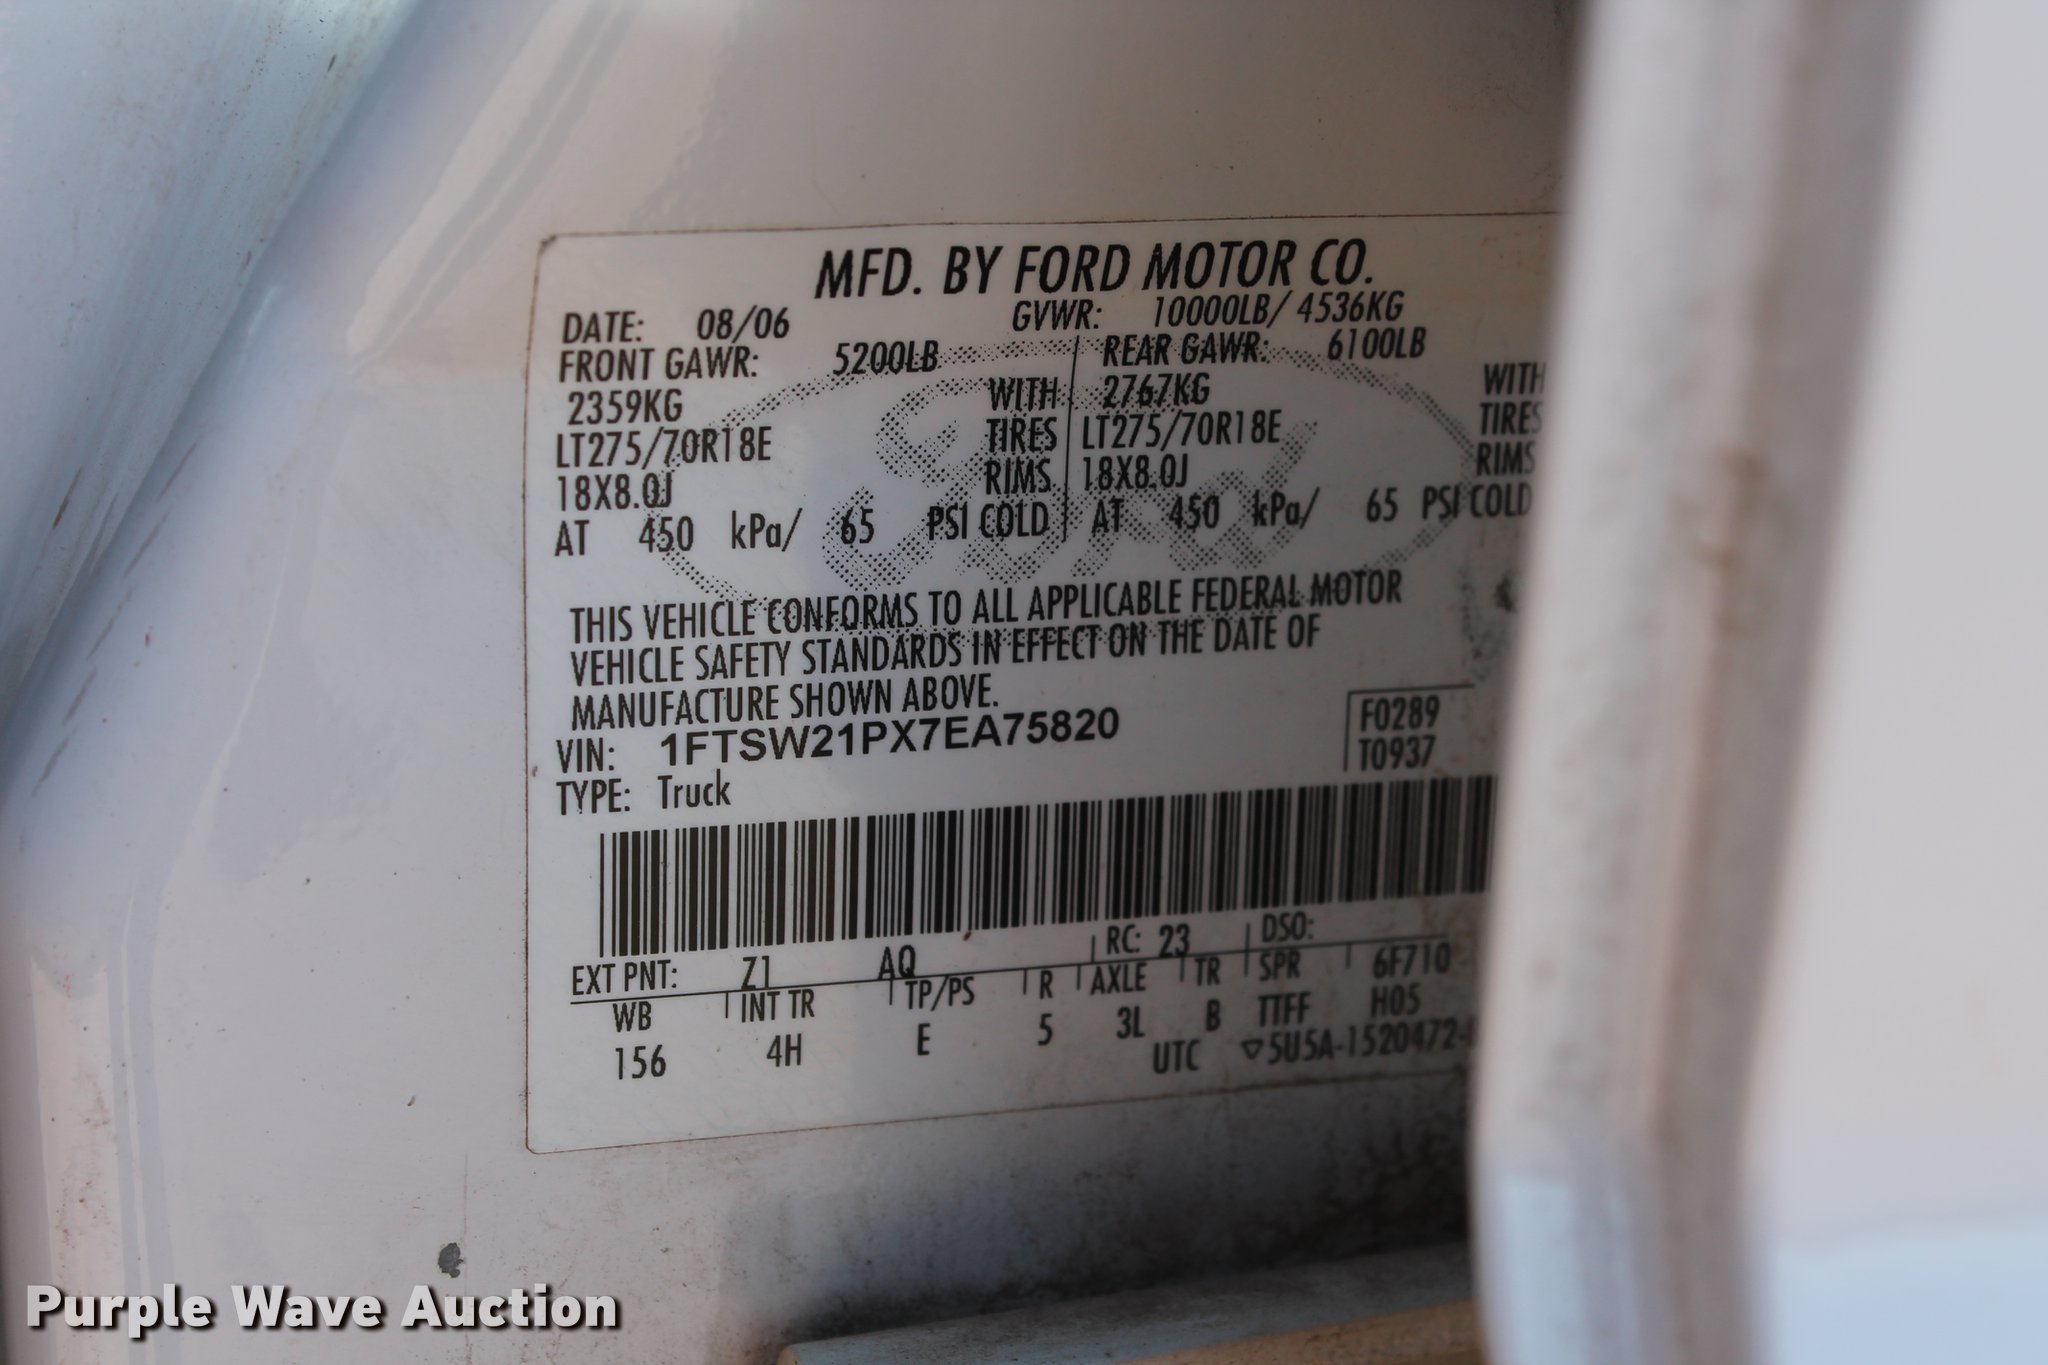 MFD. BY FORD MOTOR CO.
DATE: 08/06 GVWR: 10000LB/ 4536KG
FRONT GAWR: 5200LB REAR GAWR: 6100LB
2359KG WITH 2767KG WITH
LT275/70R18E TIRES LT275/70R18E TIRES
18X8.0J RIMS 18X8.0J RIMS
AT 450 kPa/ 65 PSI COLD AT 450 kPa/ 65 PSI COLD
Ford
THIS VEHICLE CONFORMS TO ALL APPLICABLE FEDERAL MOTOR
VEHICLE SAFETY STANDARDS IN EFFECT ON THE DATE OF
MANUFACTURE SHOWN ABOVE.
VIN: 1FTSW21PX7EA75820
F0289
T0937
TYPE: Truck
EXT PNT: Z1 AQ RC: 23 DSO:
WB INT TR TP/PS R AXLE TR SPR 6F710
156 4H E 5 3L B TTFF H05
UTC ▽5U5A-1520472-
Purple Wave Auction